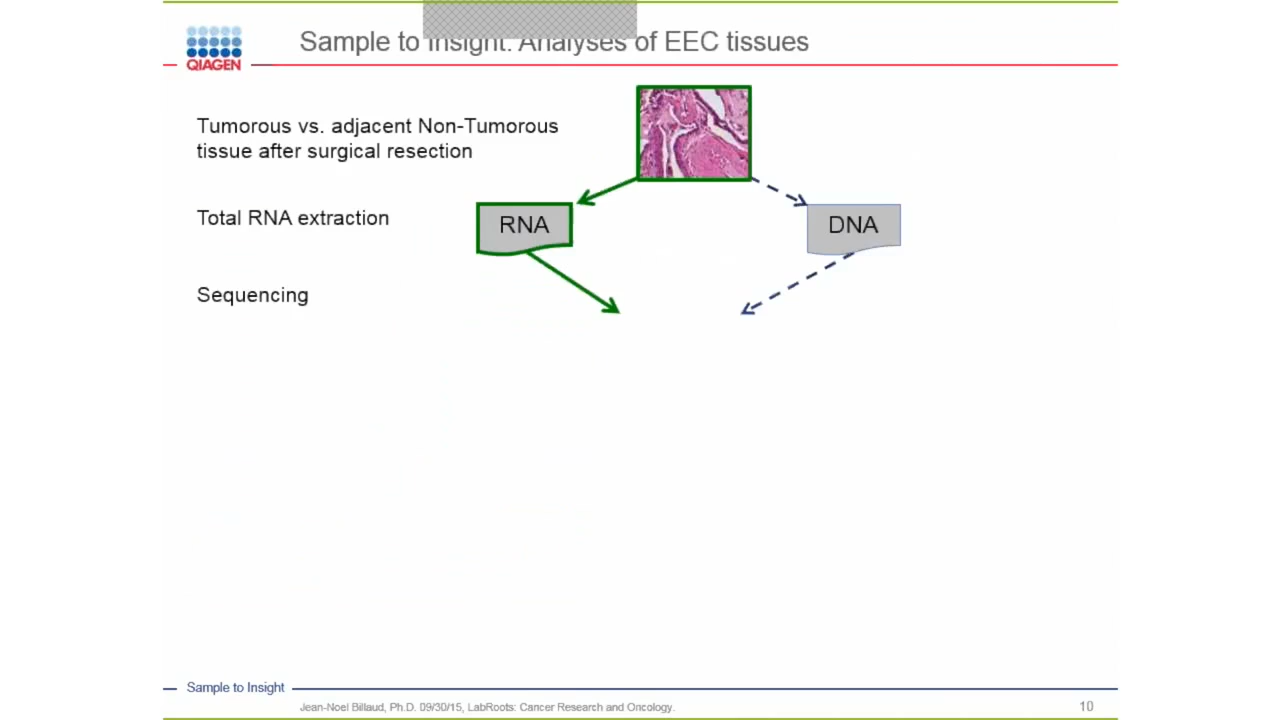 Sample to Insight: Analyses of EEC tissues
QIAGEN
Tumorous vs. adjacent Non-Tumorous
tissue after surgical resection
Total RNA extraction
RNA
DNA
Sequencing
Sample to Insight
Jean-Noel Billaud, Ph.D. 09/30/15, LabRoots: Cancer Research and Oncology.
10